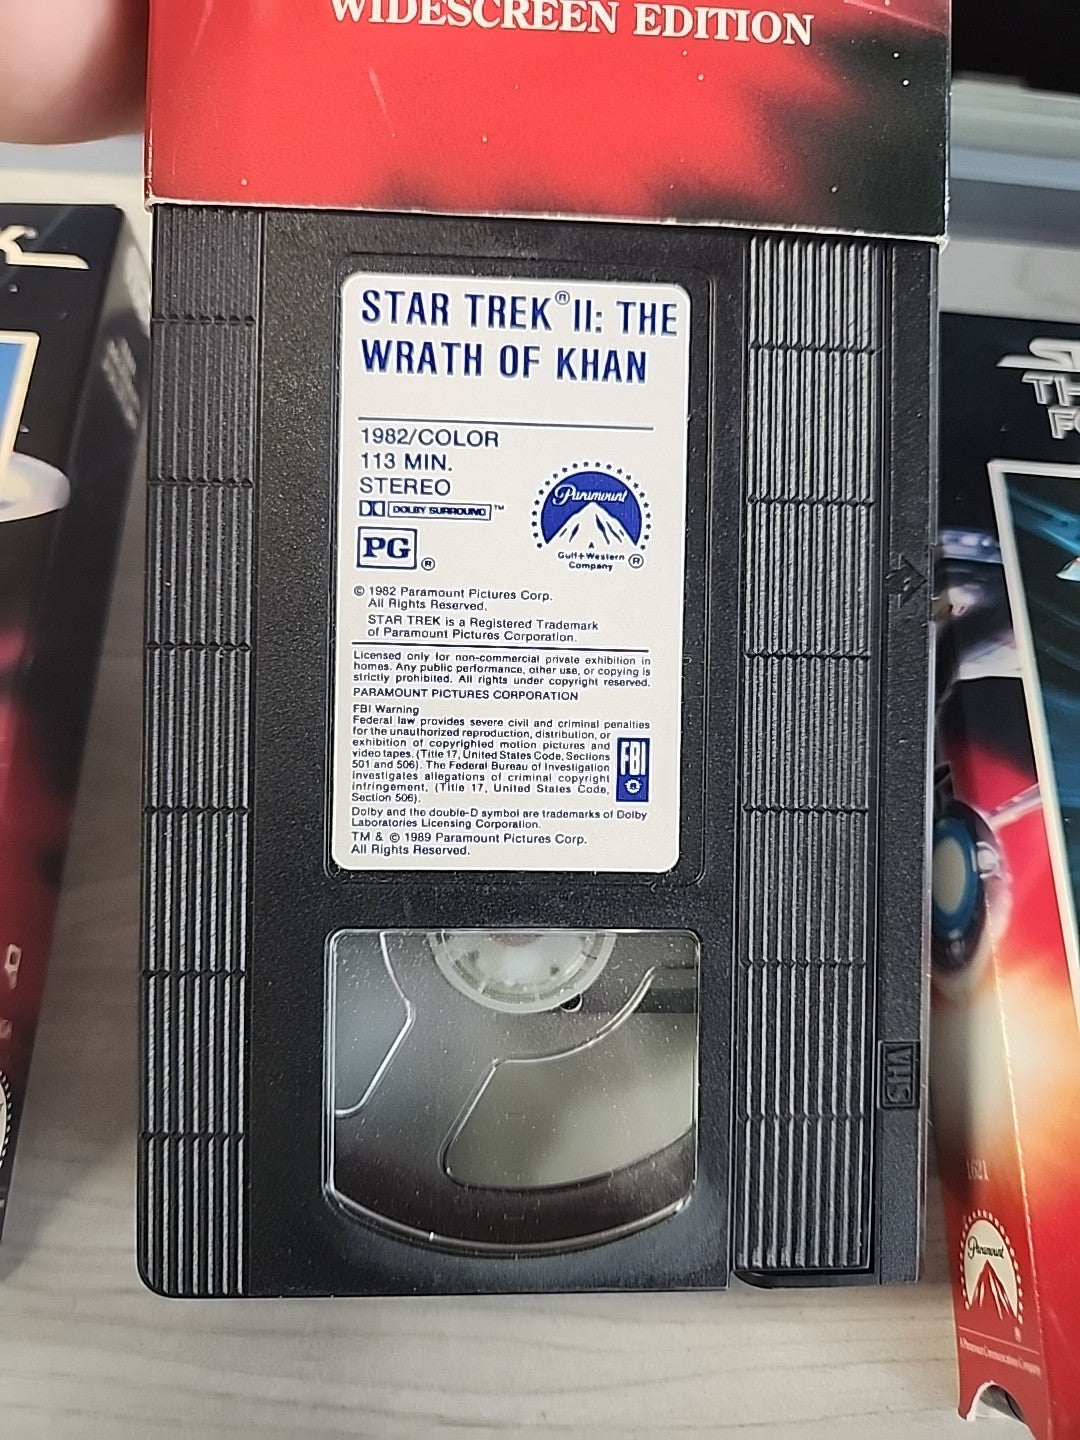 WIDESCREEN EDITION
STAR TREK® II: THE
WRATH OF KHAN
1982/COLOR
113 MIN.
STEREO
DOLBY SURROUND™
PG®
Paramount
A
Gulf+Western
Company ®
© 1982 Paramount Pictures Corp.
All Rights Reserved.
STAR TREK is a Registered Trademark
of Paramount Pictures Corporation.
Licensed only for non-commercial private exhibition in
homes. Any public performance, other use, or copying is
strictly prohibited. All rights under copyright reserved.
PARAMOUNT PICTURES CORPORATION
FBI Warning
Federal law provides severe civil and criminal penalties
for the unauthorized reproduction, distribution, or
exhibition of copyrighted motion pictures and
video tapes. (Title 17, United States Code, Sections
501 and 506). The Federal Bureau of Investigation
investigates allegations of criminal copyright
infringement, (Title 17, United States Code,
Section 506).
FBI
Dolby and the double-D symbol are trademarks of Dolby
Laboratories Licensing Corporation.
TM & © 1989 Paramount Pictures Corp.
All Rights Reserved.
VHS
K
TH
1621
Paramount
A Paramount Communications Company